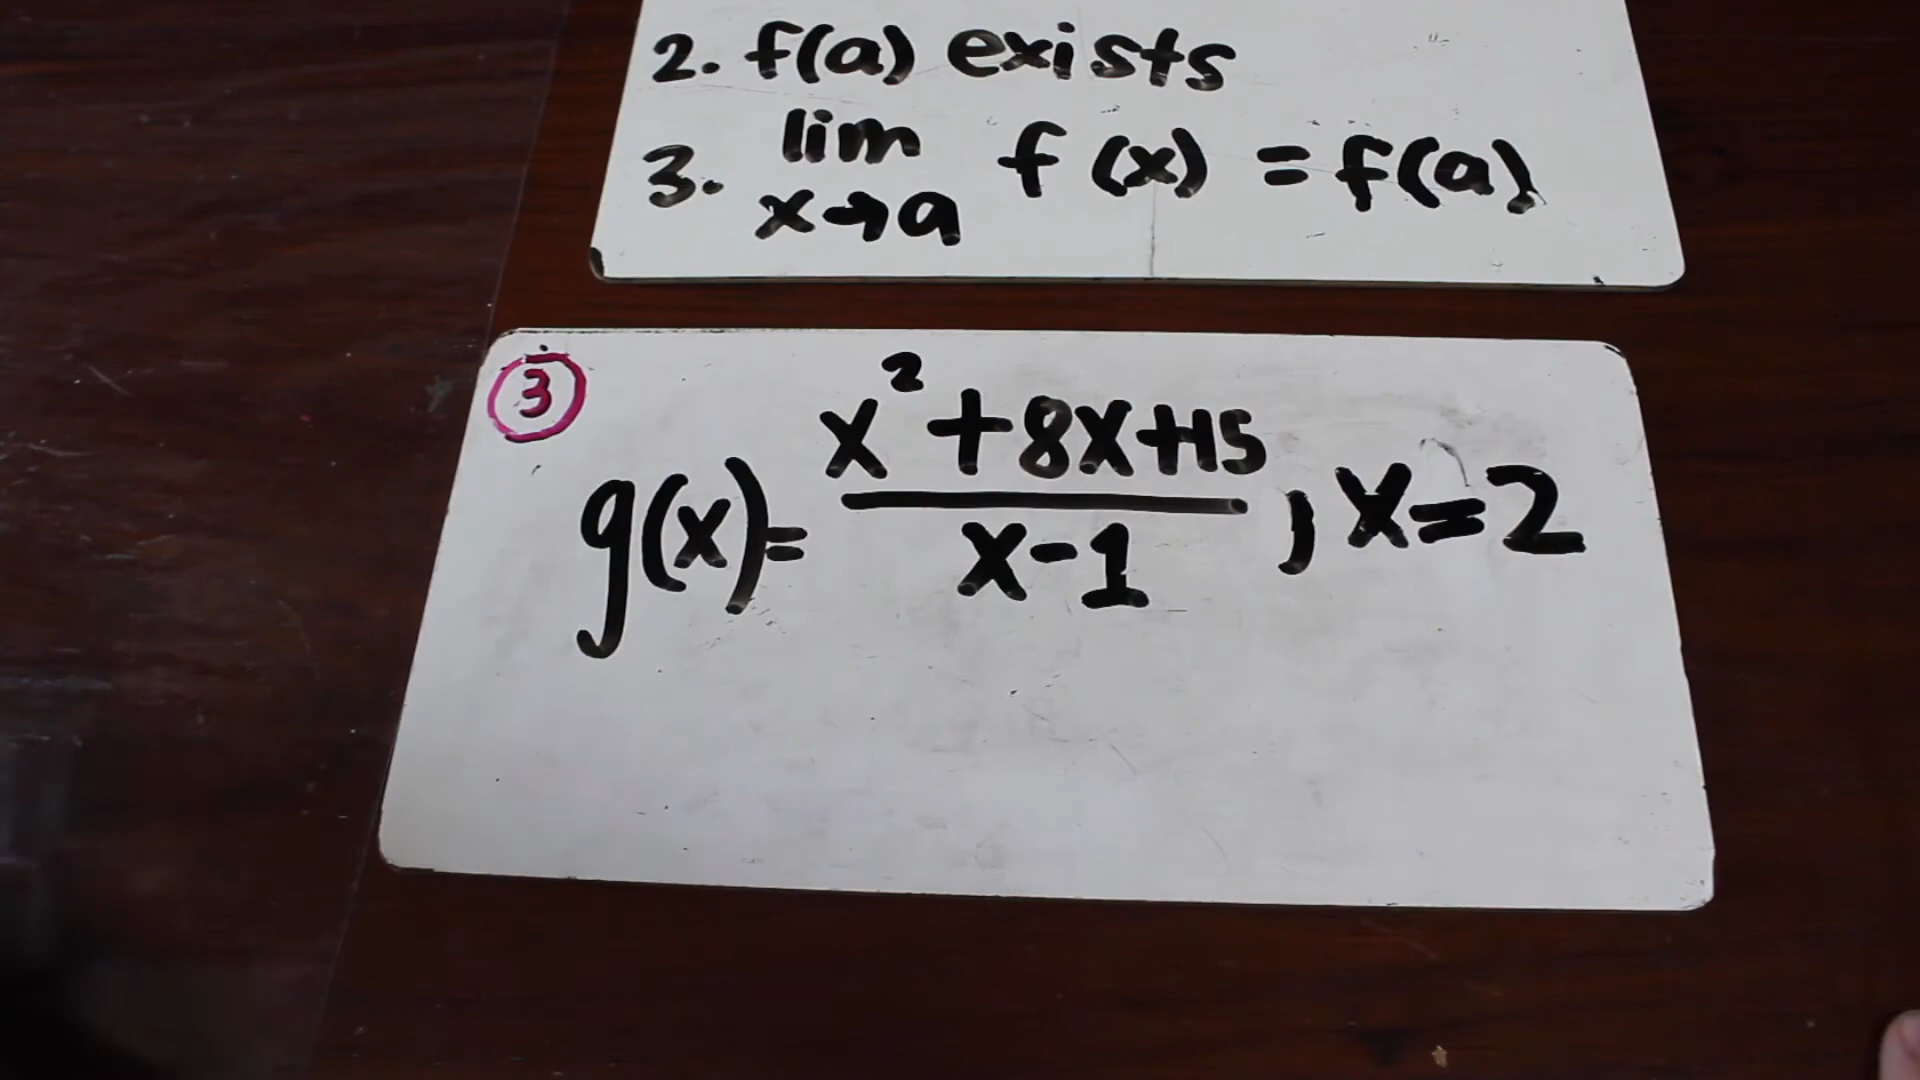 2. f(a) exists
3. lim x→a f(x) = f(a)
③
g(x) = x² + 8x + 15 / x - 1 , x = 2